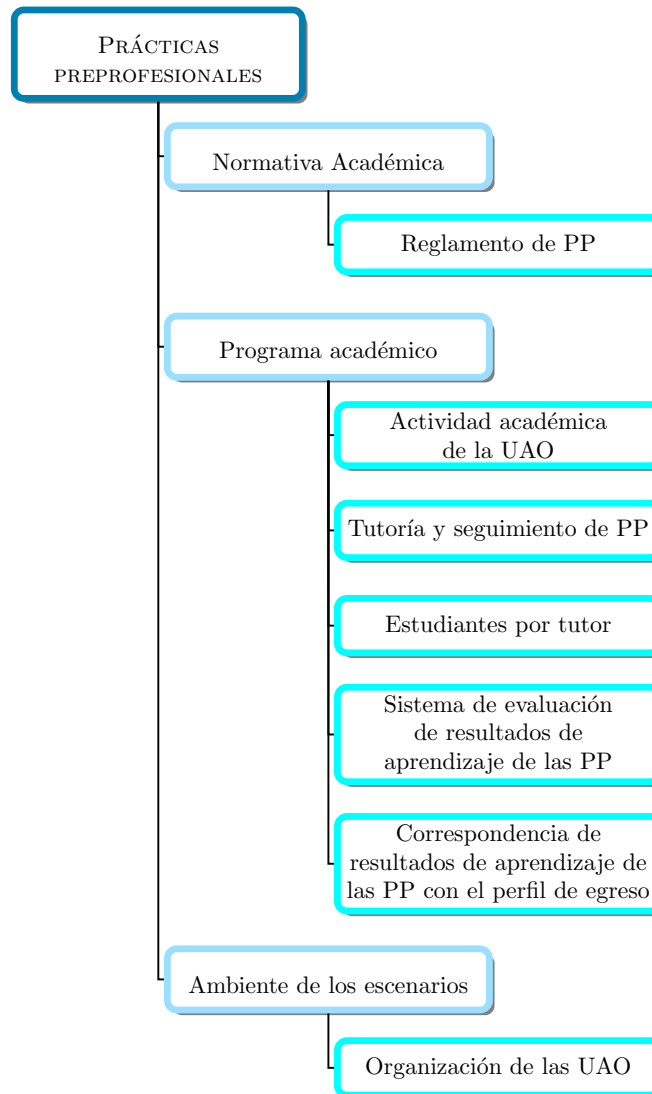 PRÁCTICAS
PREPROFESIONALES
Normativa Académica
Reglamento de PP
Programa académico
Actividad académica
de la UAO
Tutoría y seguimiento de PP
Estudiantes por tutor
Sistema de evaluación
de resultados de
aprendizaje de las PP
Correspondencia de
resultados de aprendizaje de
las PP con el perfil de egreso
Ambiente de los escenarios
Organización de las UAO